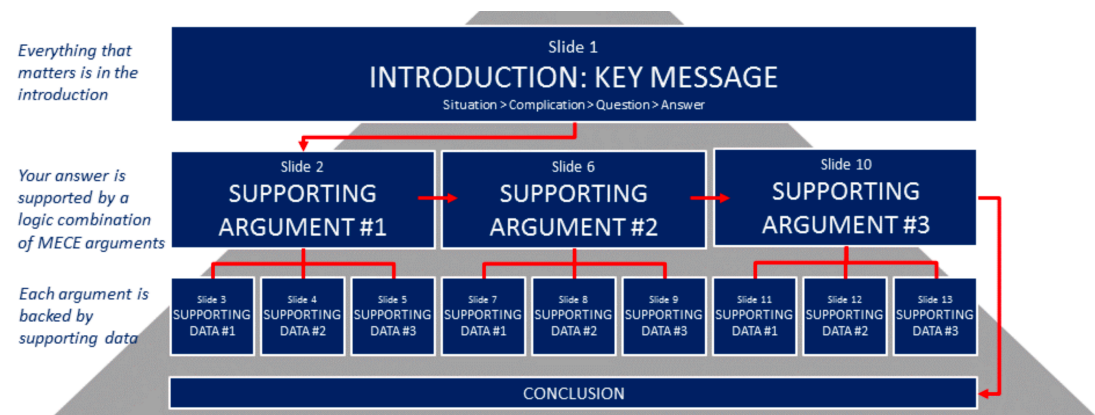 Everything that
matters is in the
introduction
Slide 1
INTRODUCTION: KEY MESSAGE
Situation > Complication > Question > Answer
Your answer is
supported by a
logic combination
of MECE arguments
Slide 2
SUPPORTING
ARGUMENT #1
Slide 6
SUPPORTING
ARGUMENT #2
Slide 10
SUPPORTING
ARGUMENT #3
Each argument is
backed by
supporting data
Slide 3
SUPPORTING
DATA #1
Slide 4
SUPPORTING
DATA #2
Slide 5
SUPPORTING
DATA #3
Slide 7
SUPPORTING
DATA #1
Slide 8
SUPPORTING
DATA #2
Slide 9
SUPPORTING
DATA #3
Slide 11
SUPPORTING
DATA #1
Slide 12
SUPPORTING
DATA #2
Slide 13
SUPPORTING
DATA #3
CONCLUSION